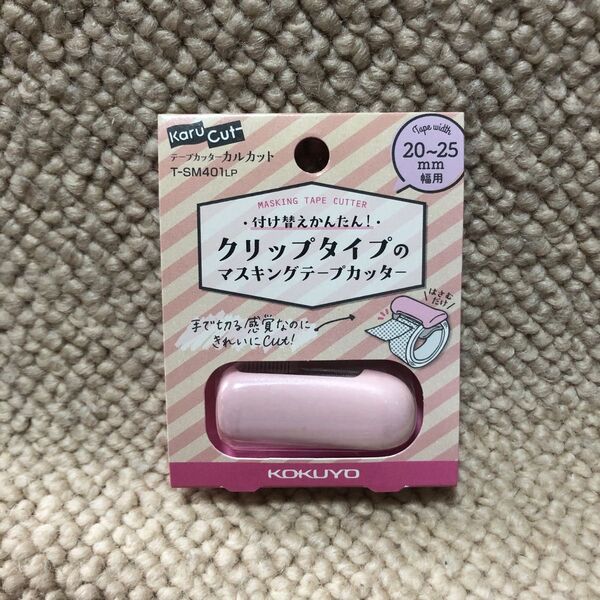 Karu Cut
テープカッターカルカット
T-SM401LP
Tape width
20~25
mm
幅用
MASKING TAPE CUTTER
・付け替えかんたん!・
クリップタイプの
マスキングテープカッター
はさむ
だけ
手で切る感覚なのに
きれいにCut!
KOKUYO